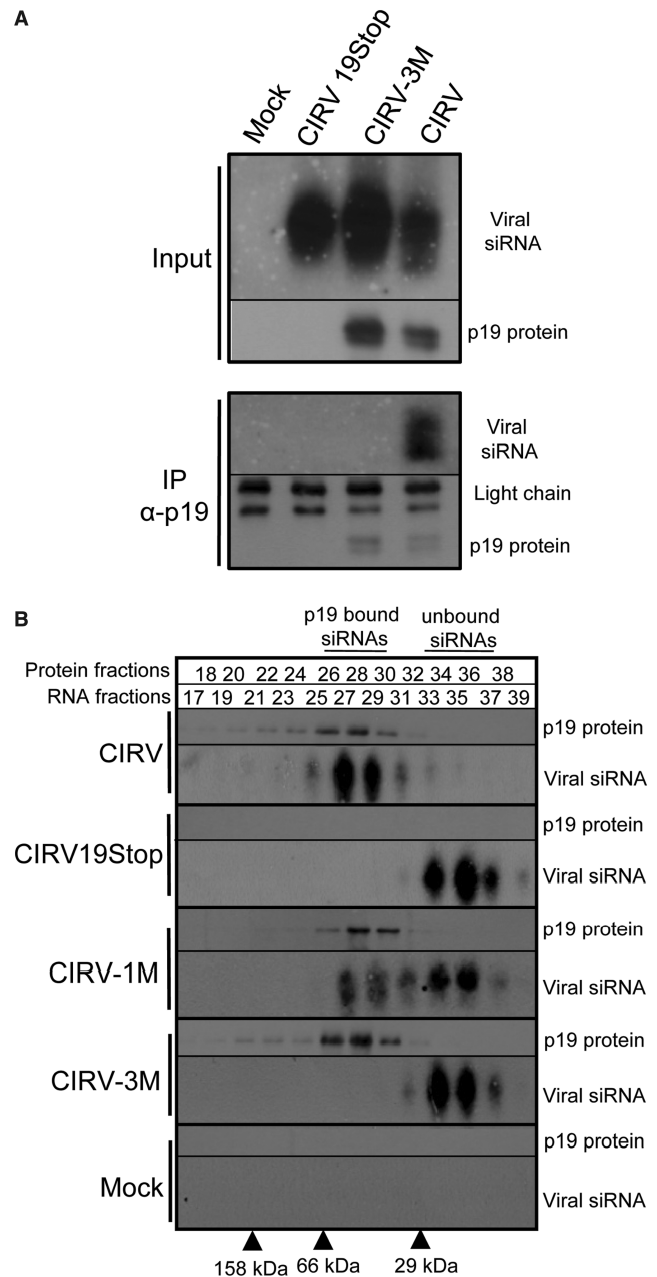 A
Mock
CIRV 19Stop
CIRV-3M
CIRV
Input
Viral
siRNA
p19 protein
IP
α-p19
Viral
siRNA
Light chain
p19 protein
B
p19 bound
siRNAs
unbound
siRNAs
Protein fractions 18 20 22 24 26 28 30 32 34 36 38
RNA fractions 17 19 21 23 25 27 29 31 33 35 37 39
CIRV
p19 protein
Viral siRNA
CIRV19Stop
p19 protein
Viral siRNA
CIRV-1M
p19 protein
Viral siRNA
CIRV-3M
p19 protein
Viral siRNA
Mock
p19 protein
Viral siRNA
158 kDa 66 kDa 29 kDa